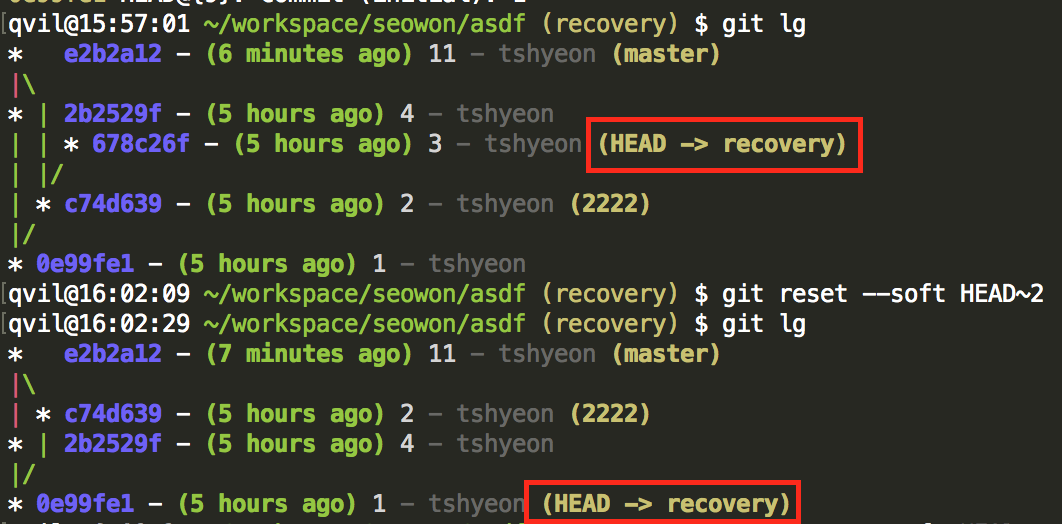 qvil@15:57:01 ~/workspace/seowon/asdf (recovery) $ git lg
* e2b2a12 - (6 minutes ago) 11 - tshyeon (master)
|\
* | 2b2529f - (5 hours ago) 4 - tshyeon
| | * 678c26f - (5 hours ago) 3 - tshyeon (HEAD -> recovery)
| |/
| * c74d639 - (5 hours ago) 2 - tshyeon (2222)
|/
* 0e99fe1 - (5 hours ago) 1 - tshyeon
[qvil@16:02:09 ~/workspace/seowon/asdf (recovery) $ git reset --soft HEAD~2
[qvil@16:02:29 ~/workspace/seowon/asdf (recovery) $ git lg
* e2b2a12 - (7 minutes ago) 11 - tshyeon (master)
|\
| * c74d639 - (5 hours ago) 2 - tshyeon (2222)
* | 2b2529f - (5 hours ago) 4 - tshyeon
|/
* 0e99fe1 - (5 hours ago) 1 - tshyeon (HEAD -> recovery)